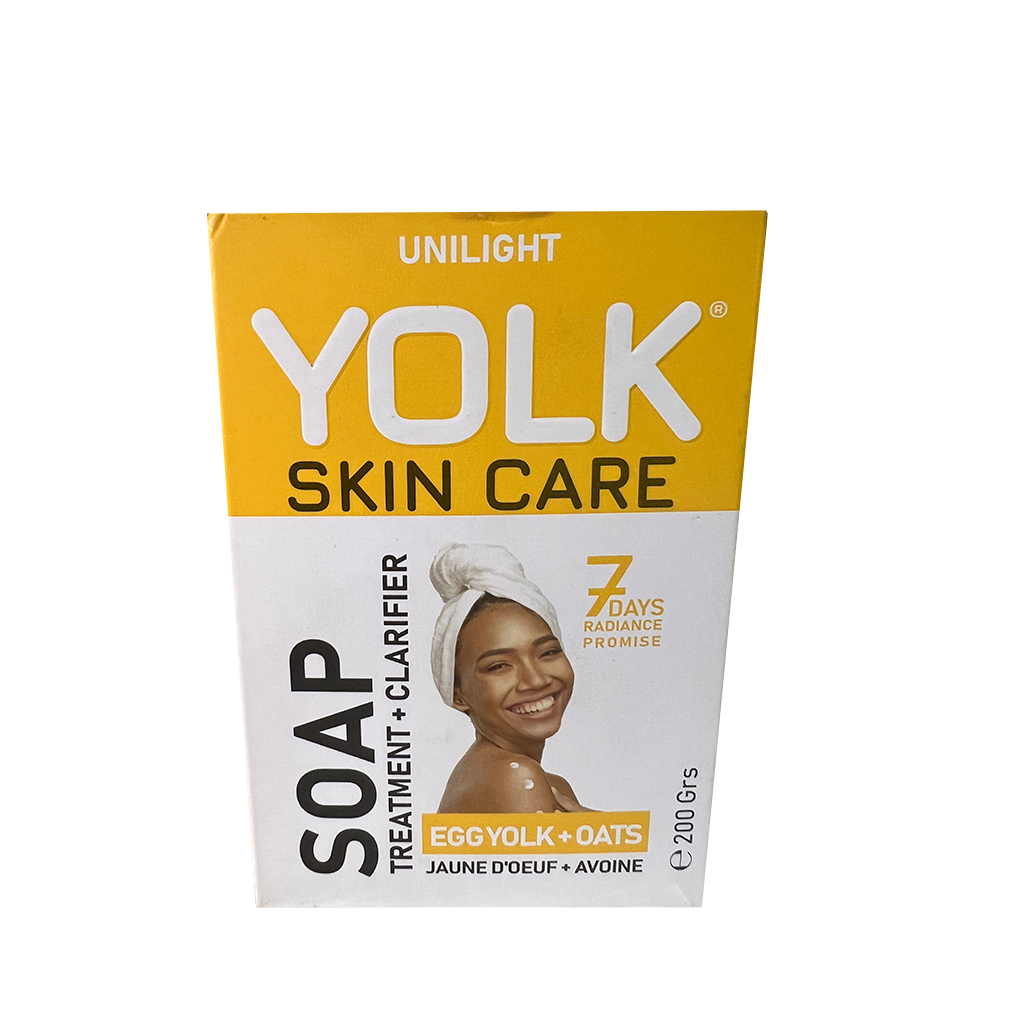 UNILIGHT
YOLK®
SKIN CARE
SOAP
TREATMENT + CLARIFIER
7
DAYS
RADIANCE
PROMISE
EGG YOLK + OATS
JAUNE D'OEUF + AVOINE
℮ 200 Grs